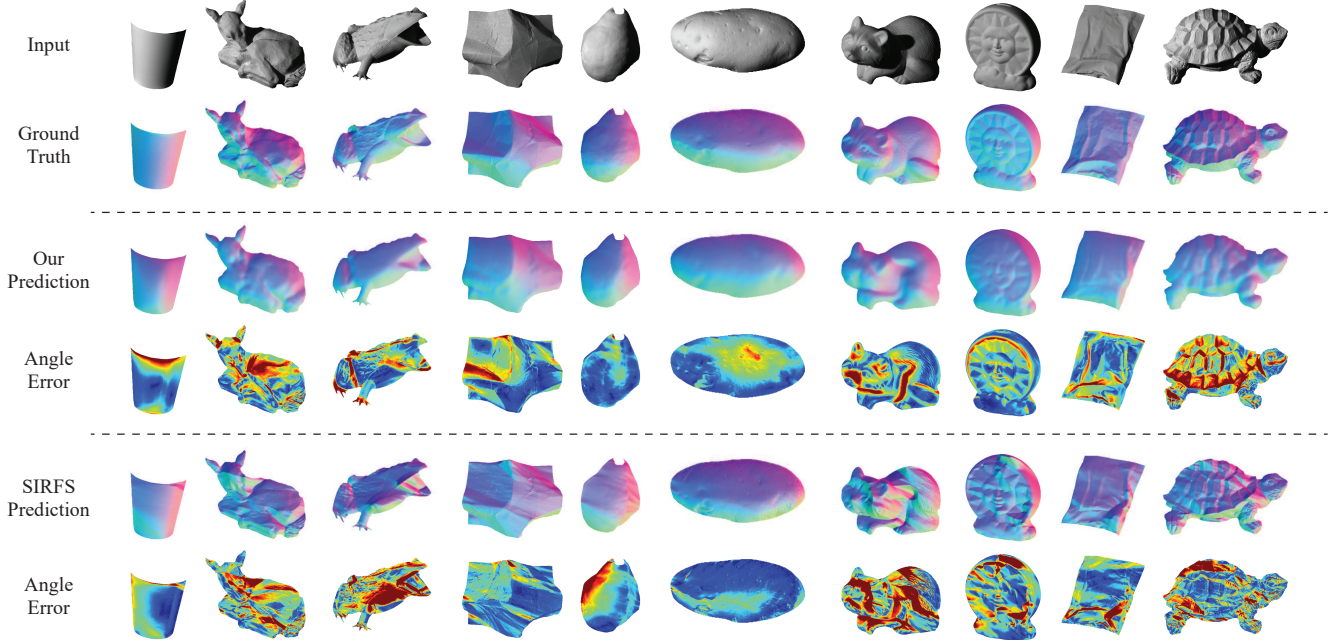 Input
Ground
Truth
Our
Prediction
Angle
Error
SIRFS
Prediction
Angle
Error